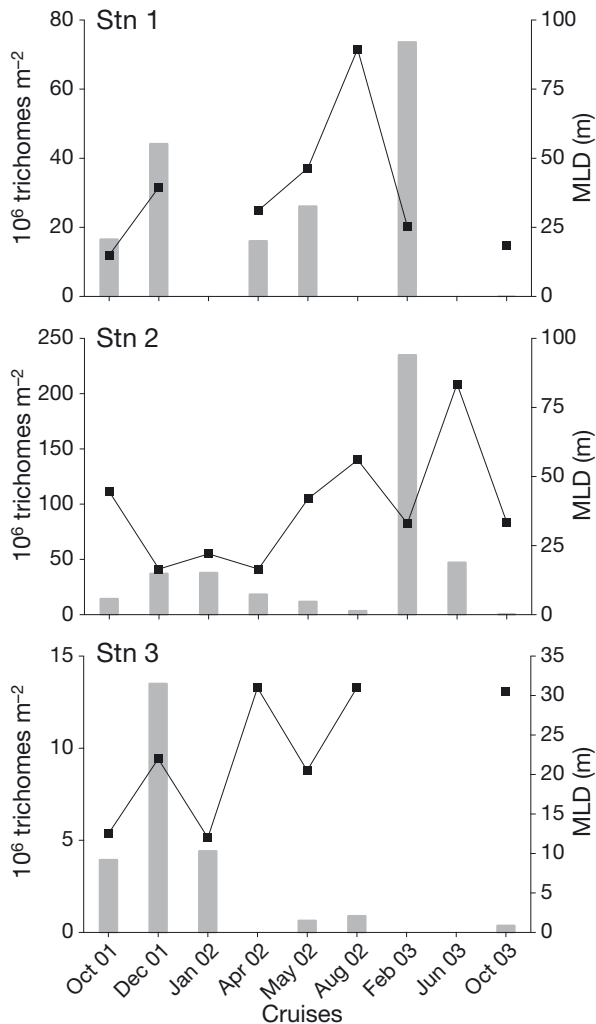 Stn 1
80
60
40
20
0
10⁶ trichomes m⁻²
100
75
50
25
0
MLD (m)
Stn 2
250
200
150
100
50
0
10⁶ trichomes m⁻²
100
75
50
25
0
MLD (m)
Stn 3
15
10
5
0
10⁶ trichomes m⁻²
35
30
25
20
15
10
5
0
MLD (m)
Oct 01
Dec 01
Jan 02
Apr 02
May 02
Aug 02
Feb 03
Jun 03
Oct 03
Cruises